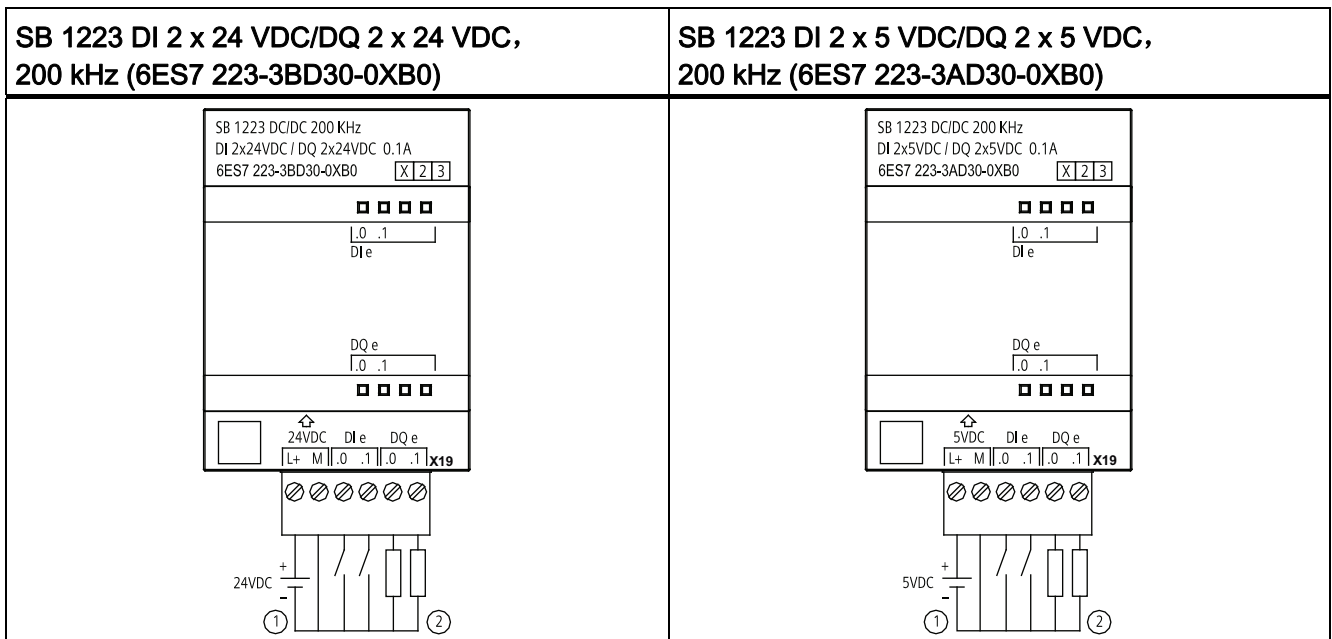 SB 1223 DI 2 x 24 VDC/DQ 2 x 24 VDC，
200 kHz (6ES7 223-3BD30-0XB0)
SB 1223 DI 2 x 5 VDC/DQ 2 x 5 VDC，
200 kHz (6ES7 223-3AD30-0XB0)
SB 1223 DC/DC 200 KHz
DI 2x24VDC / DQ 2x24VDC 0.1A
6ES7 223-3BD30-0XB0 X 2 3
.0 .1
DI e
DQ e
.0 .1
24VDC DI e DQ e
L+ M .0 .1 .0 .1 X19
+
24VDC
−
① ②
SB 1223 DC/DC 200 KHz
DI 2x5VDC / DQ 2x5VDC 0.1A
6ES7 223-3AD30-0XB0 X 2 3
.0 .1
DI e
DQ e
.0 .1
5VDC DI e DQ e
L+ M .0 .1 .0 .1 X19
+
5VDC
−
① ②